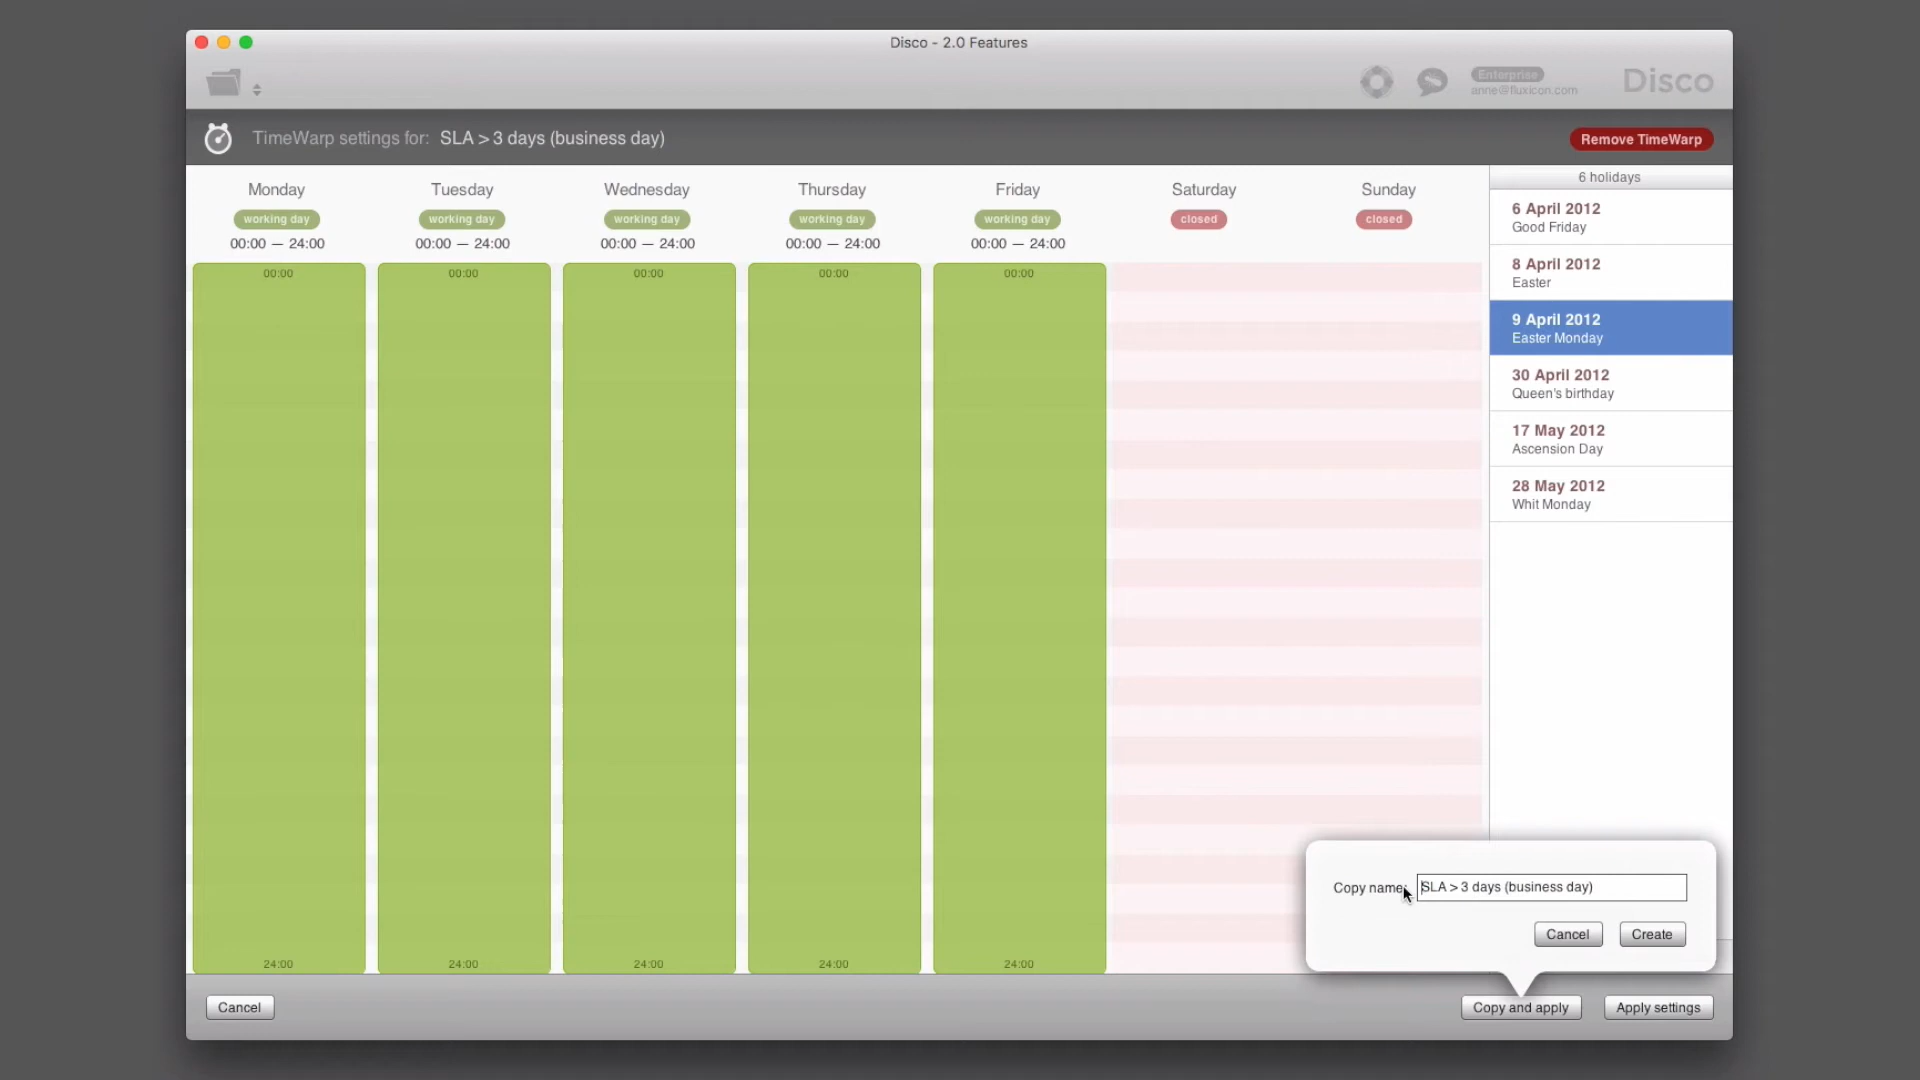 Disco - 2.0 Features
Enterprise
anne@fluxicon.com
Disco
TimeWarp settings for: SLA > 3 days (business day)
Remove TimeWarp
Monday Tuesday Wednesday Thursday Friday Saturday Sunday
working day working day working day working day working day closed closed
00:00 — 24:00 00:00 — 24:00 00:00 — 24:00 00:00 — 24:00 00:00 — 24:00
00:00 00:00 00:00 00:00 00:00
24:00 24:00 24:00 24:00 24:00
6 holidays
6 April 2012
Good Friday
8 April 2012
Easter
9 April 2012
Easter Monday
30 April 2012
Queen's birthday
17 May 2012
Ascension Day
28 May 2012
Whit Monday
Copy name: SLA > 3 days (business day)
Cancel Create
Cancel Copy and apply Apply settings